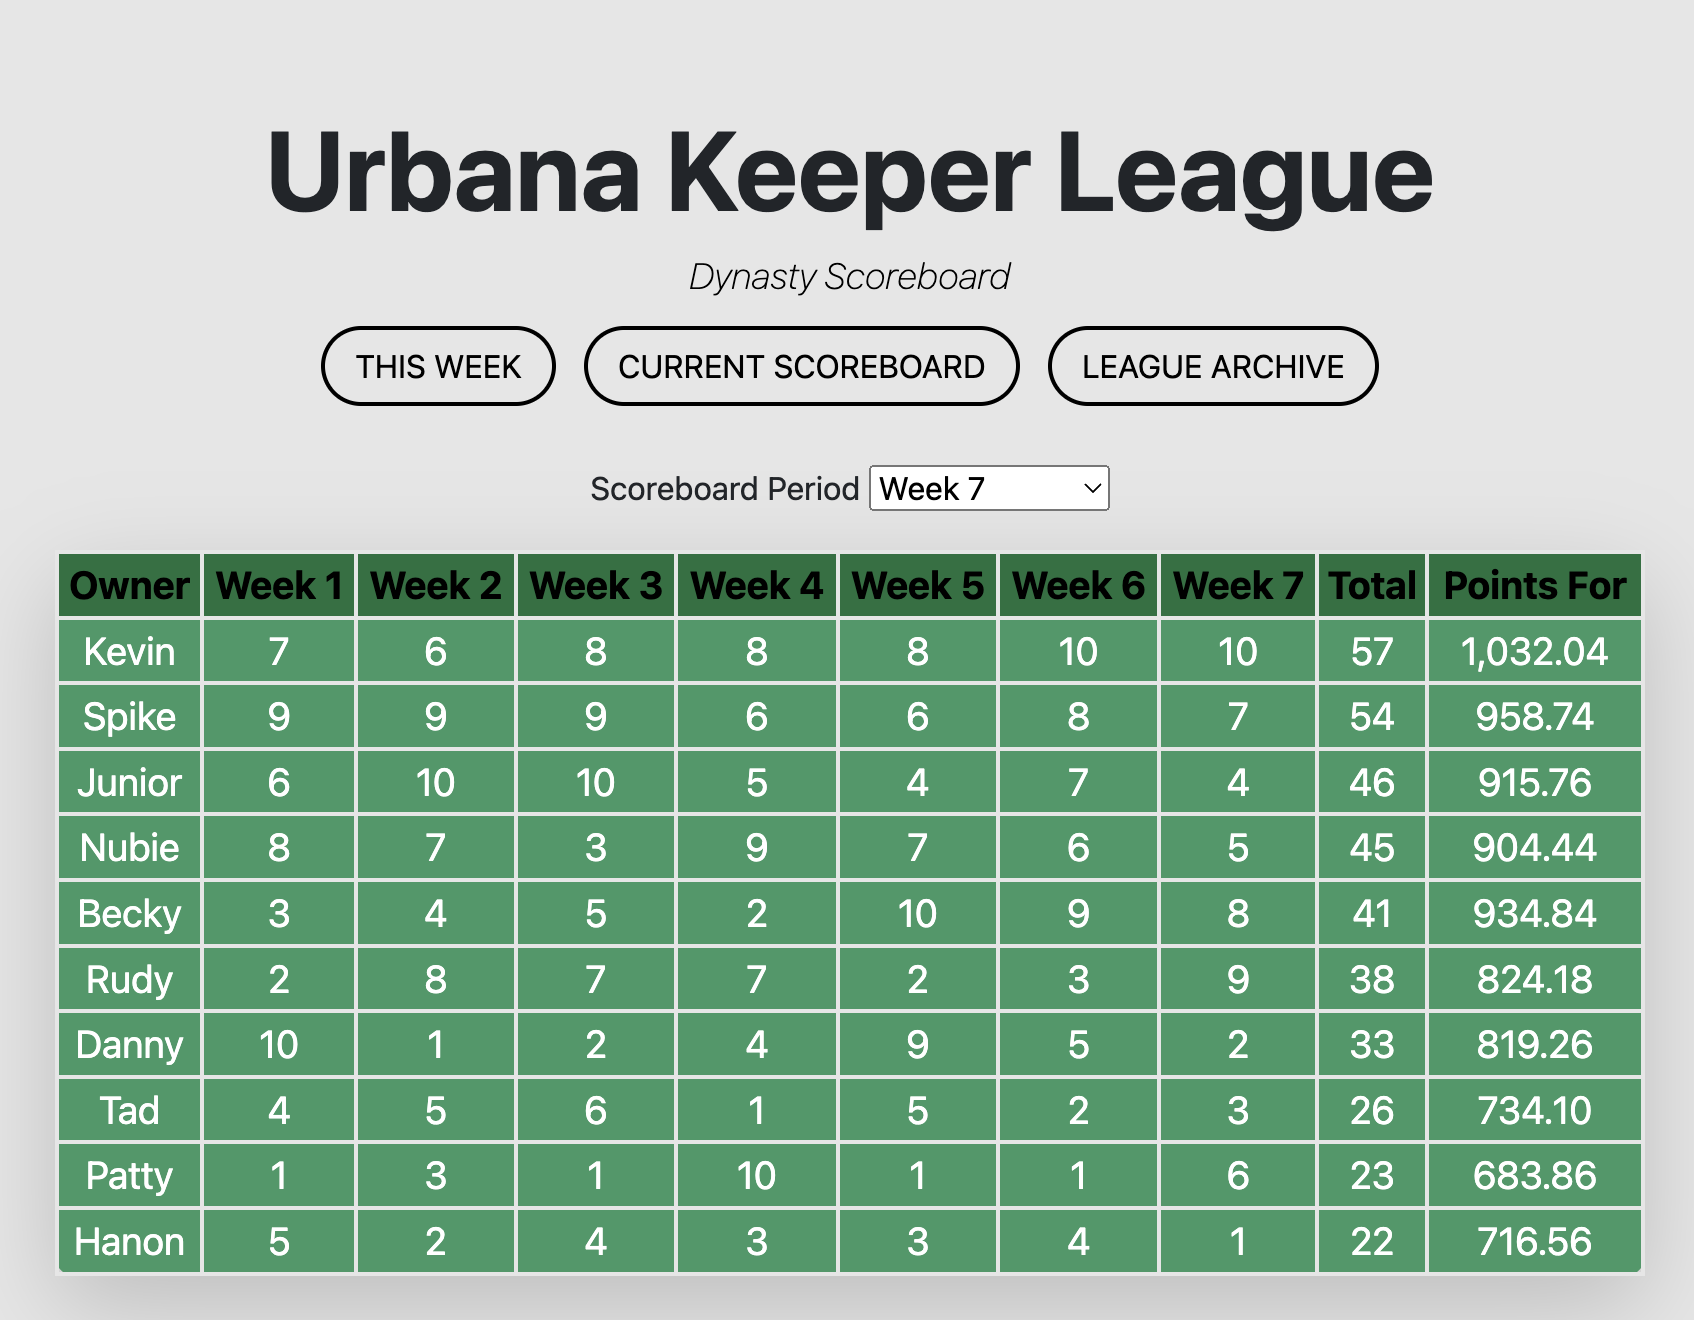 Urbana Keeper League
Dynasty Scoreboard
THIS WEEK CURRENT SCOREBOARD LEAGUE ARCHIVE
Scoreboard Period Week 7
Owner Week 1 Week 2 Week 3 Week 4 Week 5 Week 6 Week 7 Total Points For
Kevin 7 6 8 8 8 10 10 57 1,032.04
Spike 9 9 9 6 6 8 7 54 958.74
Junior 6 10 10 5 4 7 4 46 915.76
Nubie 8 7 3 9 7 6 5 45 904.44
Becky 3 4 5 2 10 9 8 41 934.84
Rudy 2 8 7 7 2 3 9 38 824.18
Danny 10 1 2 4 9 5 2 33 819.26
Tad 4 5 6 1 5 2 3 26 734.10
Patty 1 3 1 10 1 1 6 23 683.86
Hanon 5 2 4 3 3 4 1 22 716.56